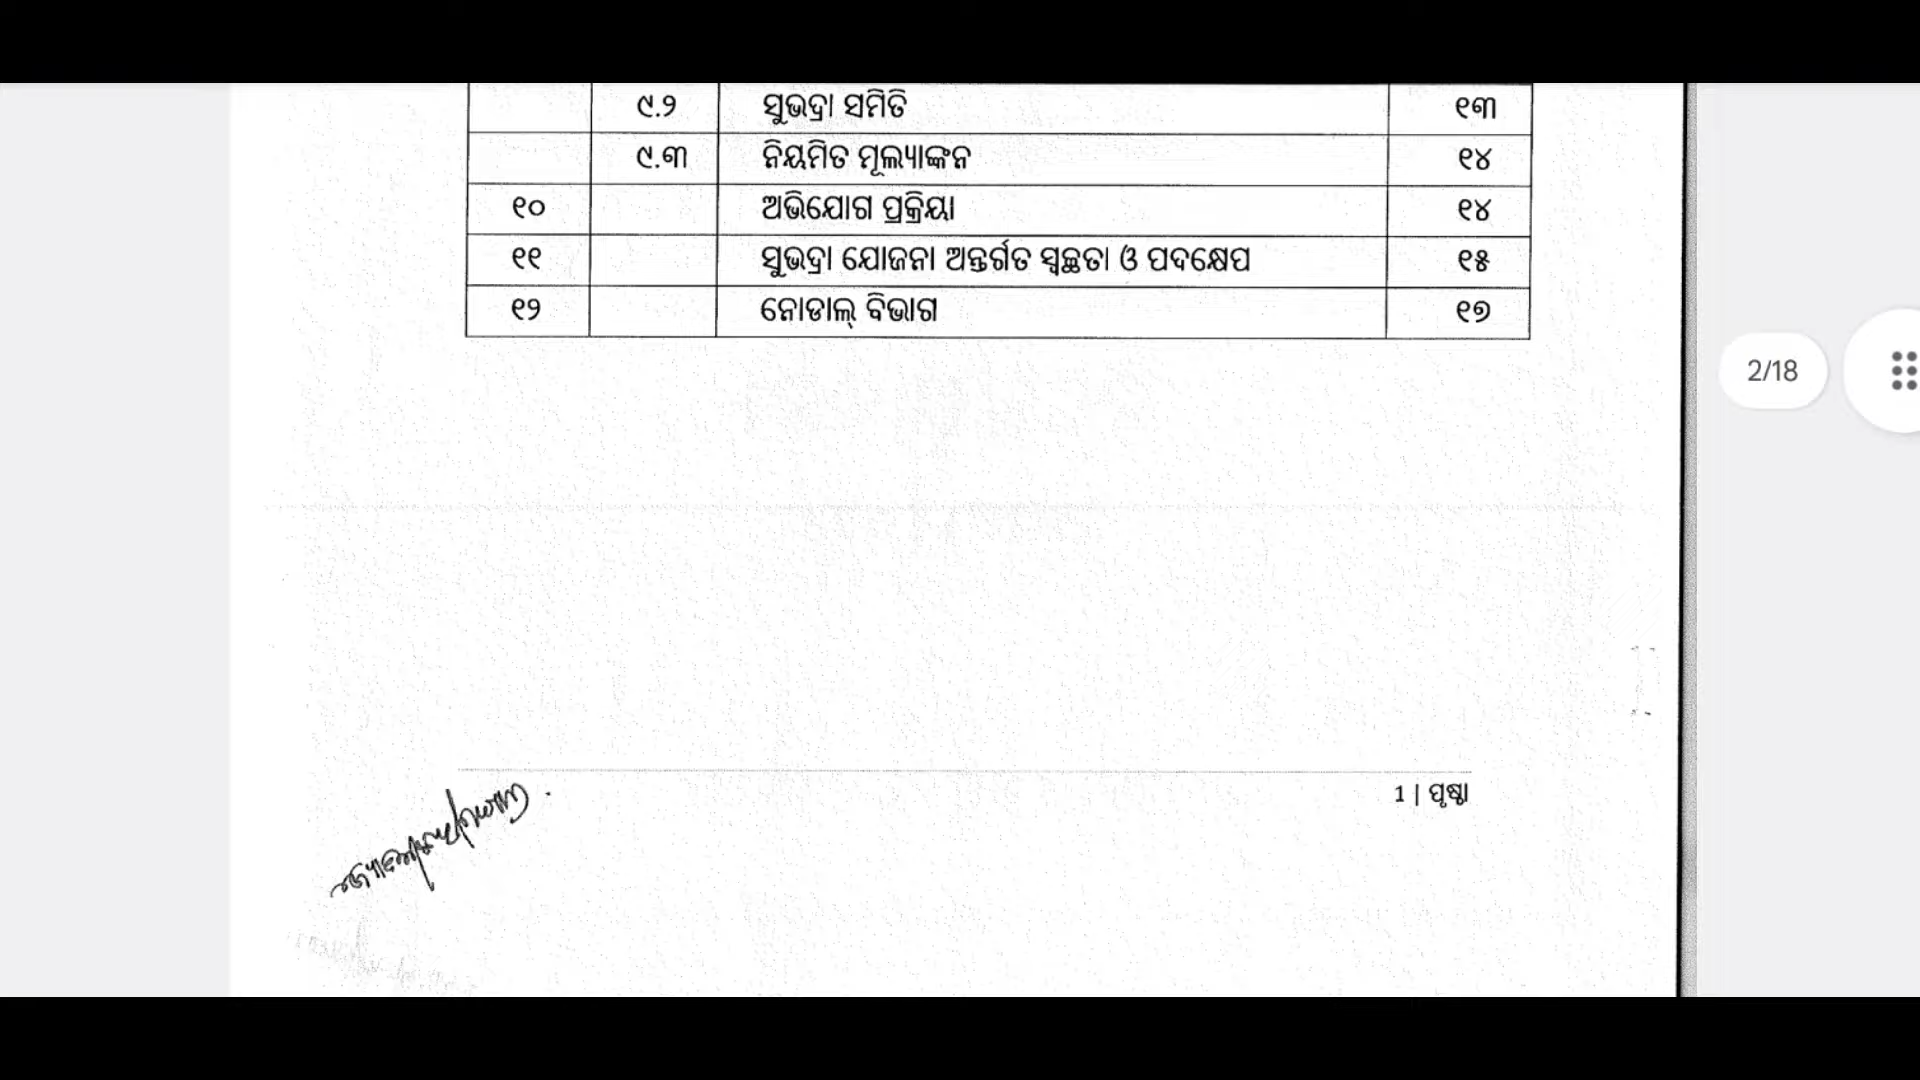 ୯.୨ ସୁଭଦ୍ରା ସମିତି ୧୩
୯.୩ ନିୟମିତ ମୂଲ୍ୟାଙ୍କନ ୧୪
୧୦ ଅଭିଯୋଗ ପ୍ରକ୍ରିୟା ୧୪
୧୧ ସୁଭଦ୍ରା ଯୋଜନା ଅନ୍ତର୍ଗତ ସ୍ୱଚ୍ଛତା ଓ ପଦକ୍ଷେପ ୧୫
୧୨ ନୋଡାଲ୍ ବିଭାଗ ୧୭
2/18
1 | ପୃଷ୍ଠା